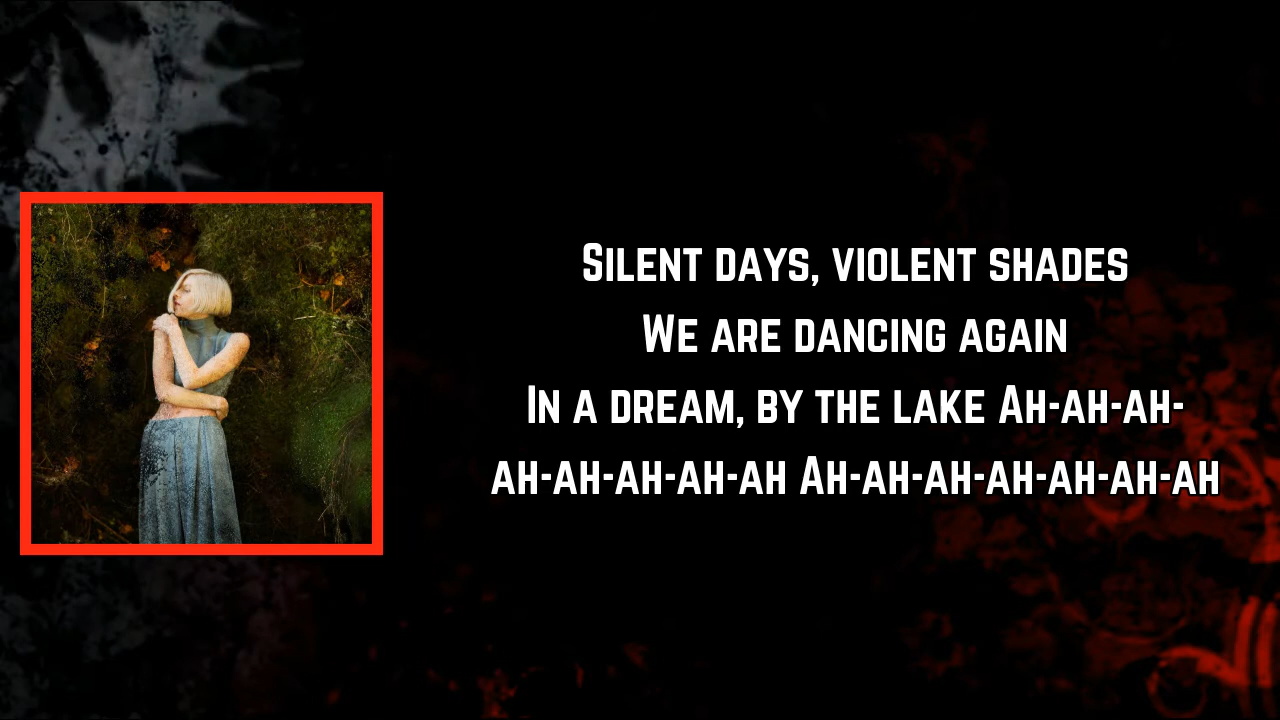 Silent days, violent shades
We are dancing again
In a dream, by the lake Ah-ah-ah-
ah-ah-ah-ah-ah Ah-ah-ah-ah-ah-ah-ah